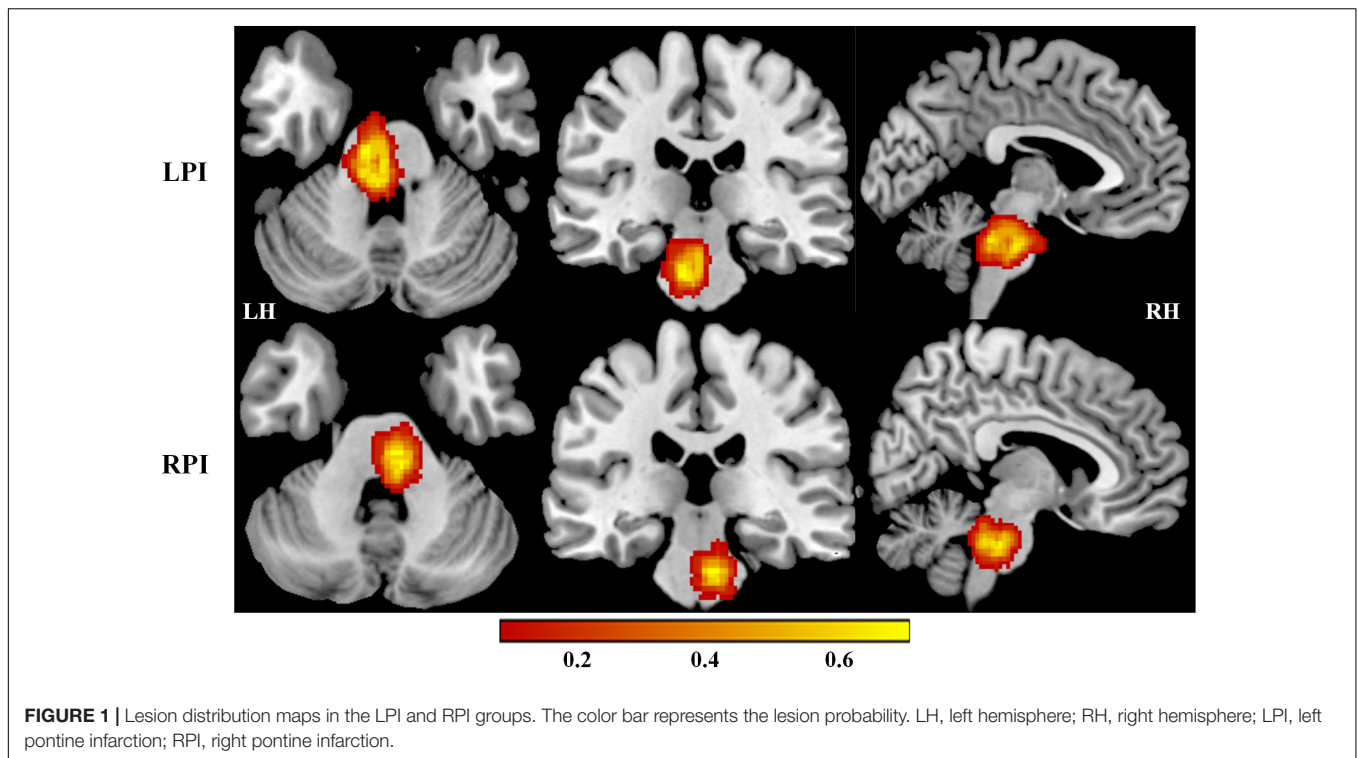 LPI
LH
RH
RPI
0.2 0.4 0.6
FIGURE 1 | Lesion distribution maps in the LPI and RPI groups. The color bar represents the lesion probability. LH, left hemisphere; RH, right hemisphere; LPI, left
pontine infarction; RPI, right pontine infarction.